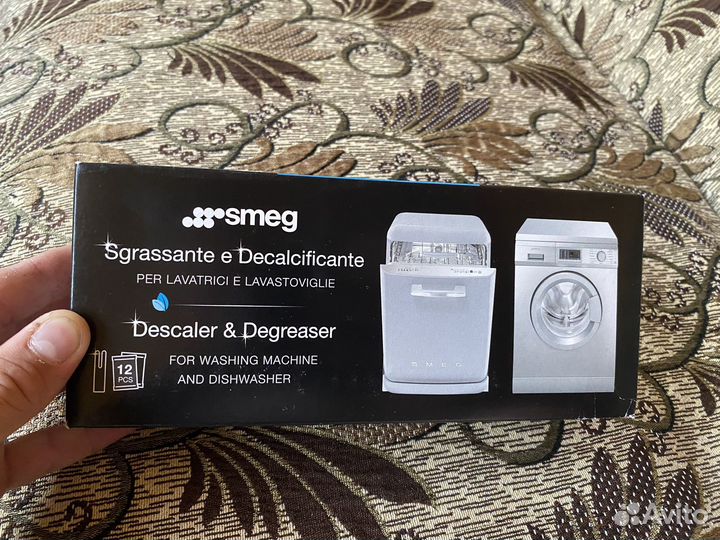 smeg
Sgrassante e Decalcificante
PER LAVATRICI E LAVASTOVIGLIE
Descaler & Degreaser
FOR WASHING MACHINE
AND DISHWASHER
12
PCS
SMEG
Avito